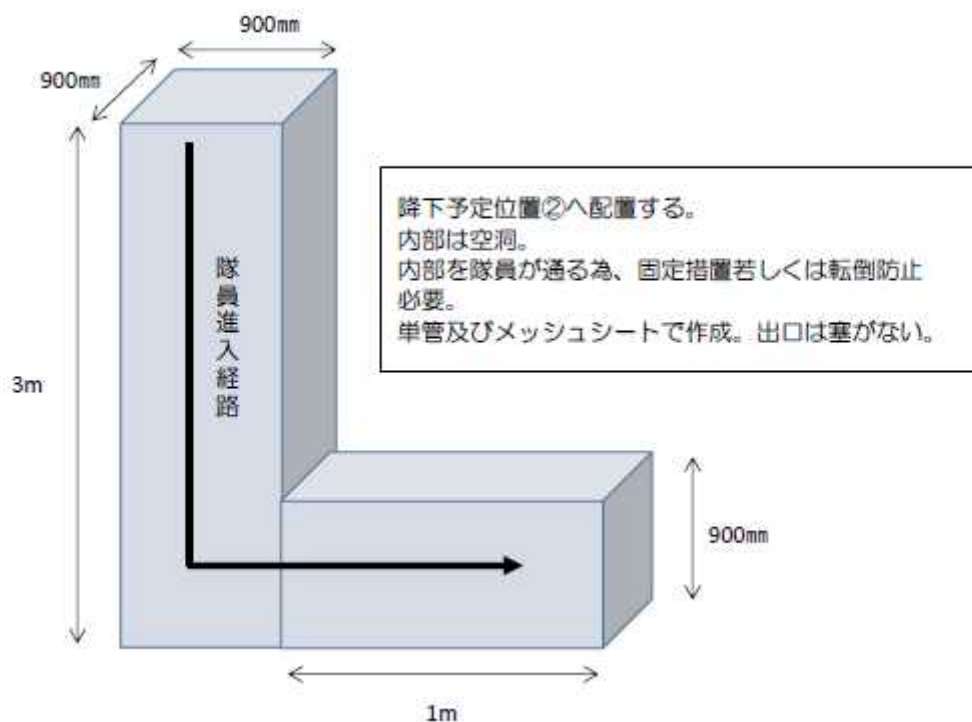 900㎜
900㎜
降下予定位置②へ配置する。
内部は空洞。
内部を隊員が通る為、固定措置若しくは転倒防止
必要。
単管及びメッシュシートで作成。出口は塞がない。
隊員進入経路
3m
900㎜
1m